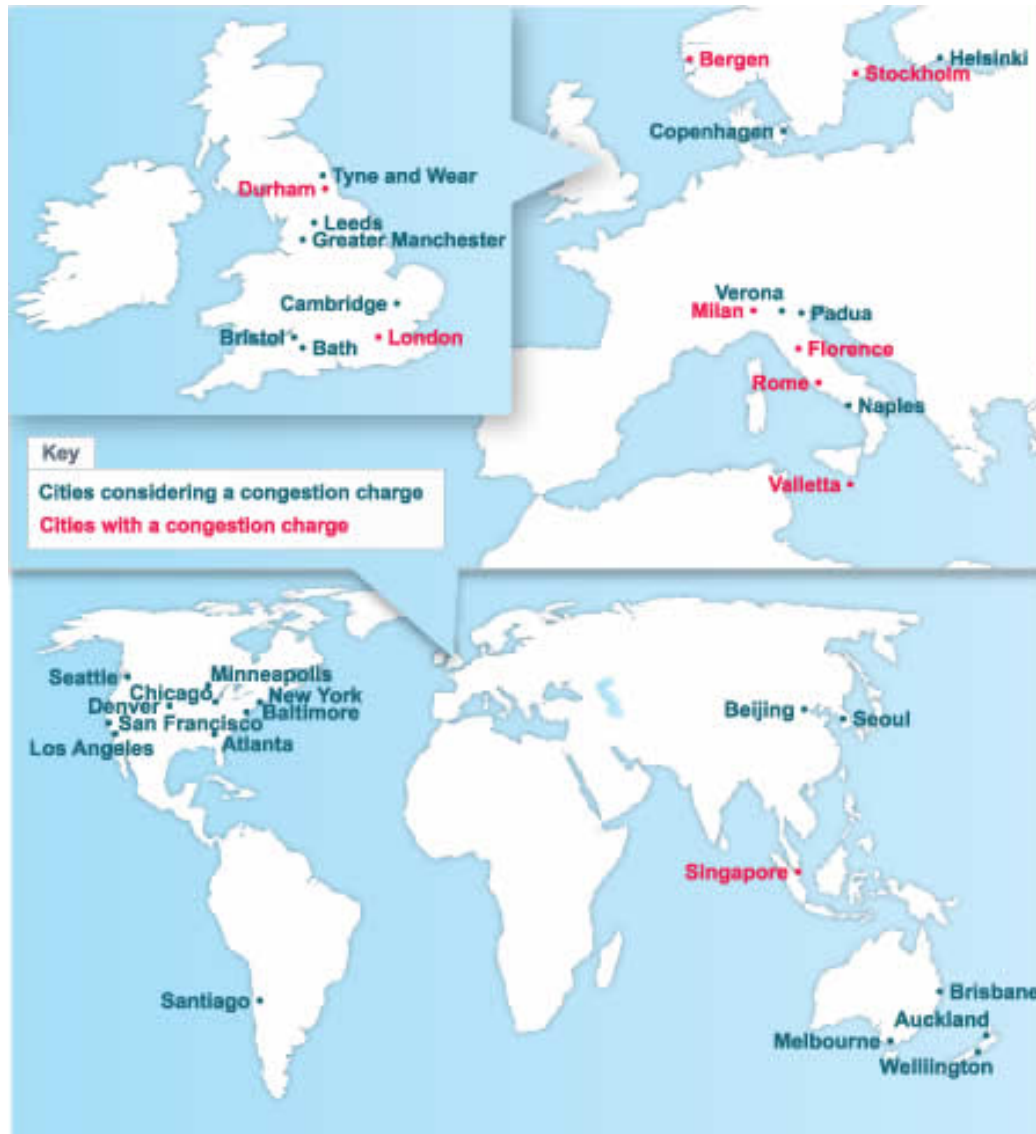 Bergen
Helsinki
Stockholm
Copenhagen
Tyne and Wear
Durham
Leeds
Greater Manchester
Cambridge
Bristol
London
Bath
Verona
Milan
Padua
Florence
Rome
Naples
Valletta
Key
Cities considering a congestion charge
Cities with a congestion charge
Seattle
Minneapolis
Chicago
New York
Denver
Baltimore
San Francisco
Los Angeles
Atlanta
Beijing
Seoul
Singapore
Santiago
Brisbane
Auckland
Melbourne
Welllington